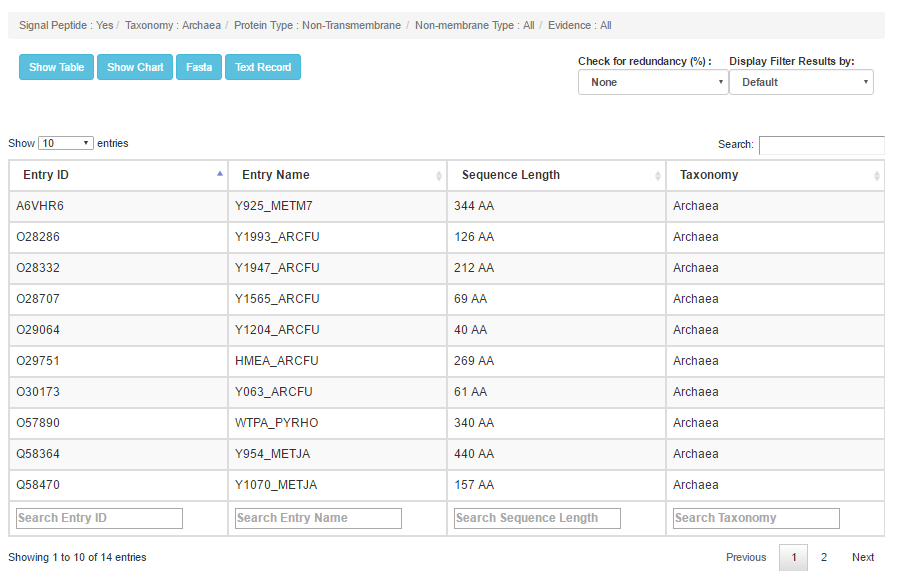 Signal Peptide : Yes / Taxonomy : Archaea / Protein Type : Non-Transmembrane / Non-membrane Type : All / Evidence : All
Show Table Show Chart Fasta Text Record
Check for redundancy (%) : Display Filter Results by:
None Default
Show 10 entries Search:
Entry ID Entry Name Sequence Length Taxonomy
A6VHR6 Y925_METM7 344 AA Archaea
O28286 Y1993_ARCFU 126 AA Archaea
O28332 Y1947_ARCFU 212 AA Archaea
O28707 Y1565_ARCFU 69 AA Archaea
O29064 Y1204_ARCFU 40 AA Archaea
O29751 HMEA_ARCFU 269 AA Archaea
O30173 Y063_ARCFU 61 AA Archaea
O57890 WTPA_PYRHO 340 AA Archaea
Q58364 Y954_METJA 440 AA Archaea
Q58470 Y1070_METJA 157 AA Archaea
Search Entry ID Search Entry Name Search Sequence Length Search Taxonomy
Showing 1 to 10 of 14 entries Previous 1 2 Next